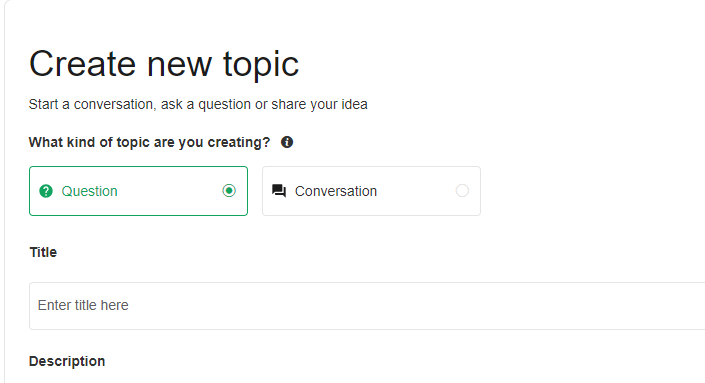 Create new topic
Start a conversation, ask a question or share your idea
What kind of topic are you creating?
Question
Conversation
Title
Enter title here
Description